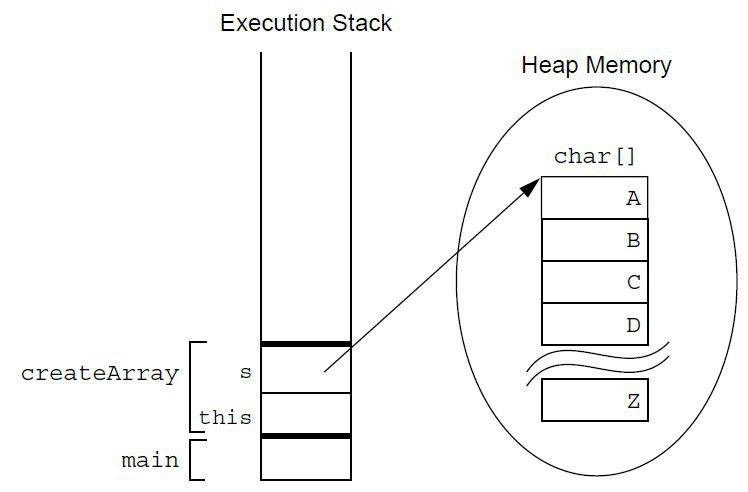 Execution Stack
Heap Memory
char[]
A
B
C
D
Z
createArray
s
this
main